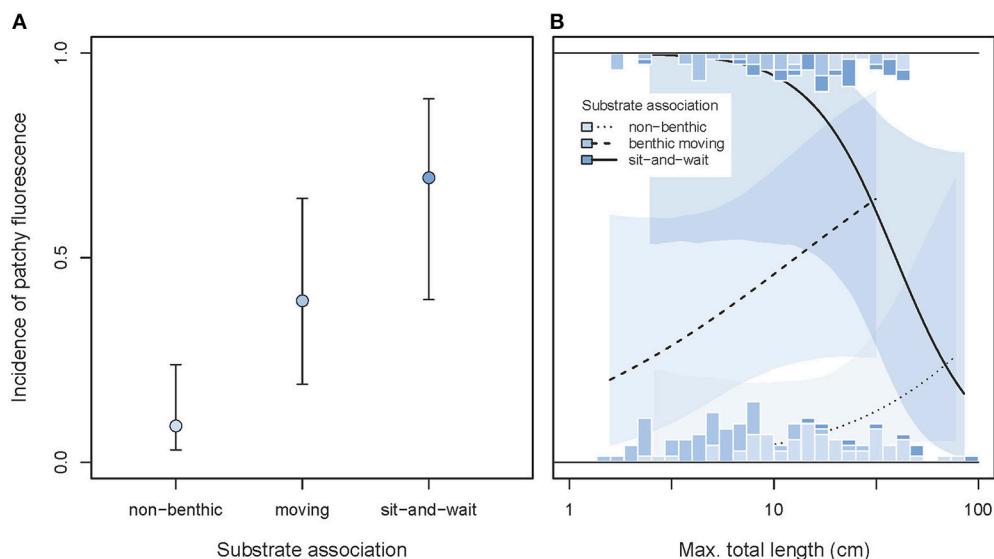 A
B
Incidence of patchy fluorescence
1.0
0.5
0.0
non-benthic
moving
sit-and-wait
Substrate association
Substrate association
non-benthic
benthic moving
sit-and-wait
1
10
100
Max. total length (cm)